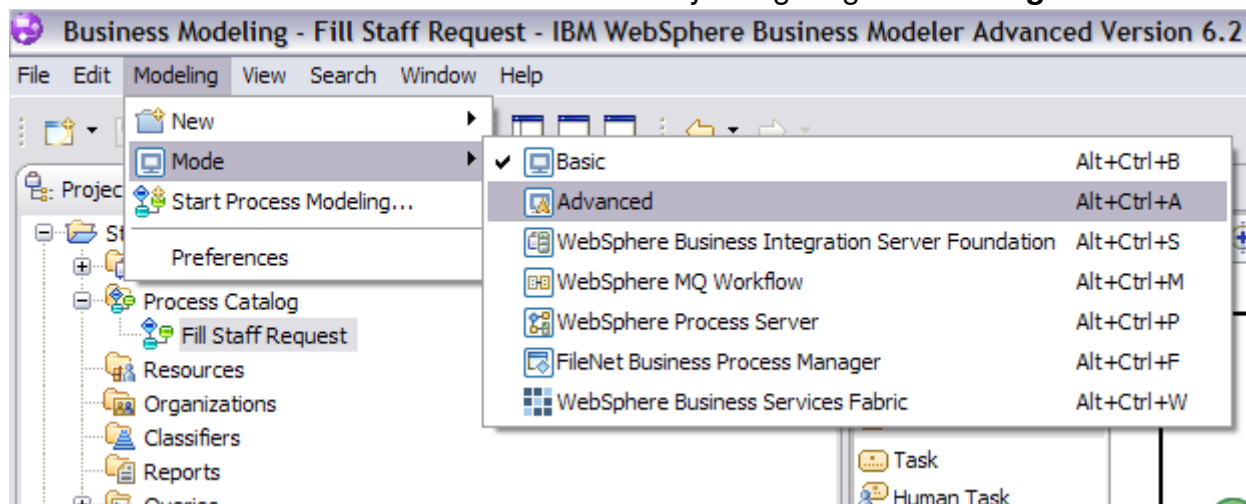 Business Modeling - Fill Staff Request - IBM WebSphere Business Modeler Advanced Version 6.2
File Edit Modeling View Search Window Help
New
Mode
Basic Alt+Ctrl+B
Projec
Start Process Modeling...
Advanced Alt+Ctrl+A
St
WebSphere Business Integration Server Foundation Alt+Ctrl+S
Preferences
WebSphere MQ Workflow Alt+Ctrl+M
Process Catalog
WebSphere Process Server Alt+Ctrl+P
Fill Staff Request
FileNet Business Process Manager Alt+Ctrl+F
Resources
WebSphere Business Services Fabric Alt+Ctrl+W
Organizations
Classifiers
Reports
Task
Human Task